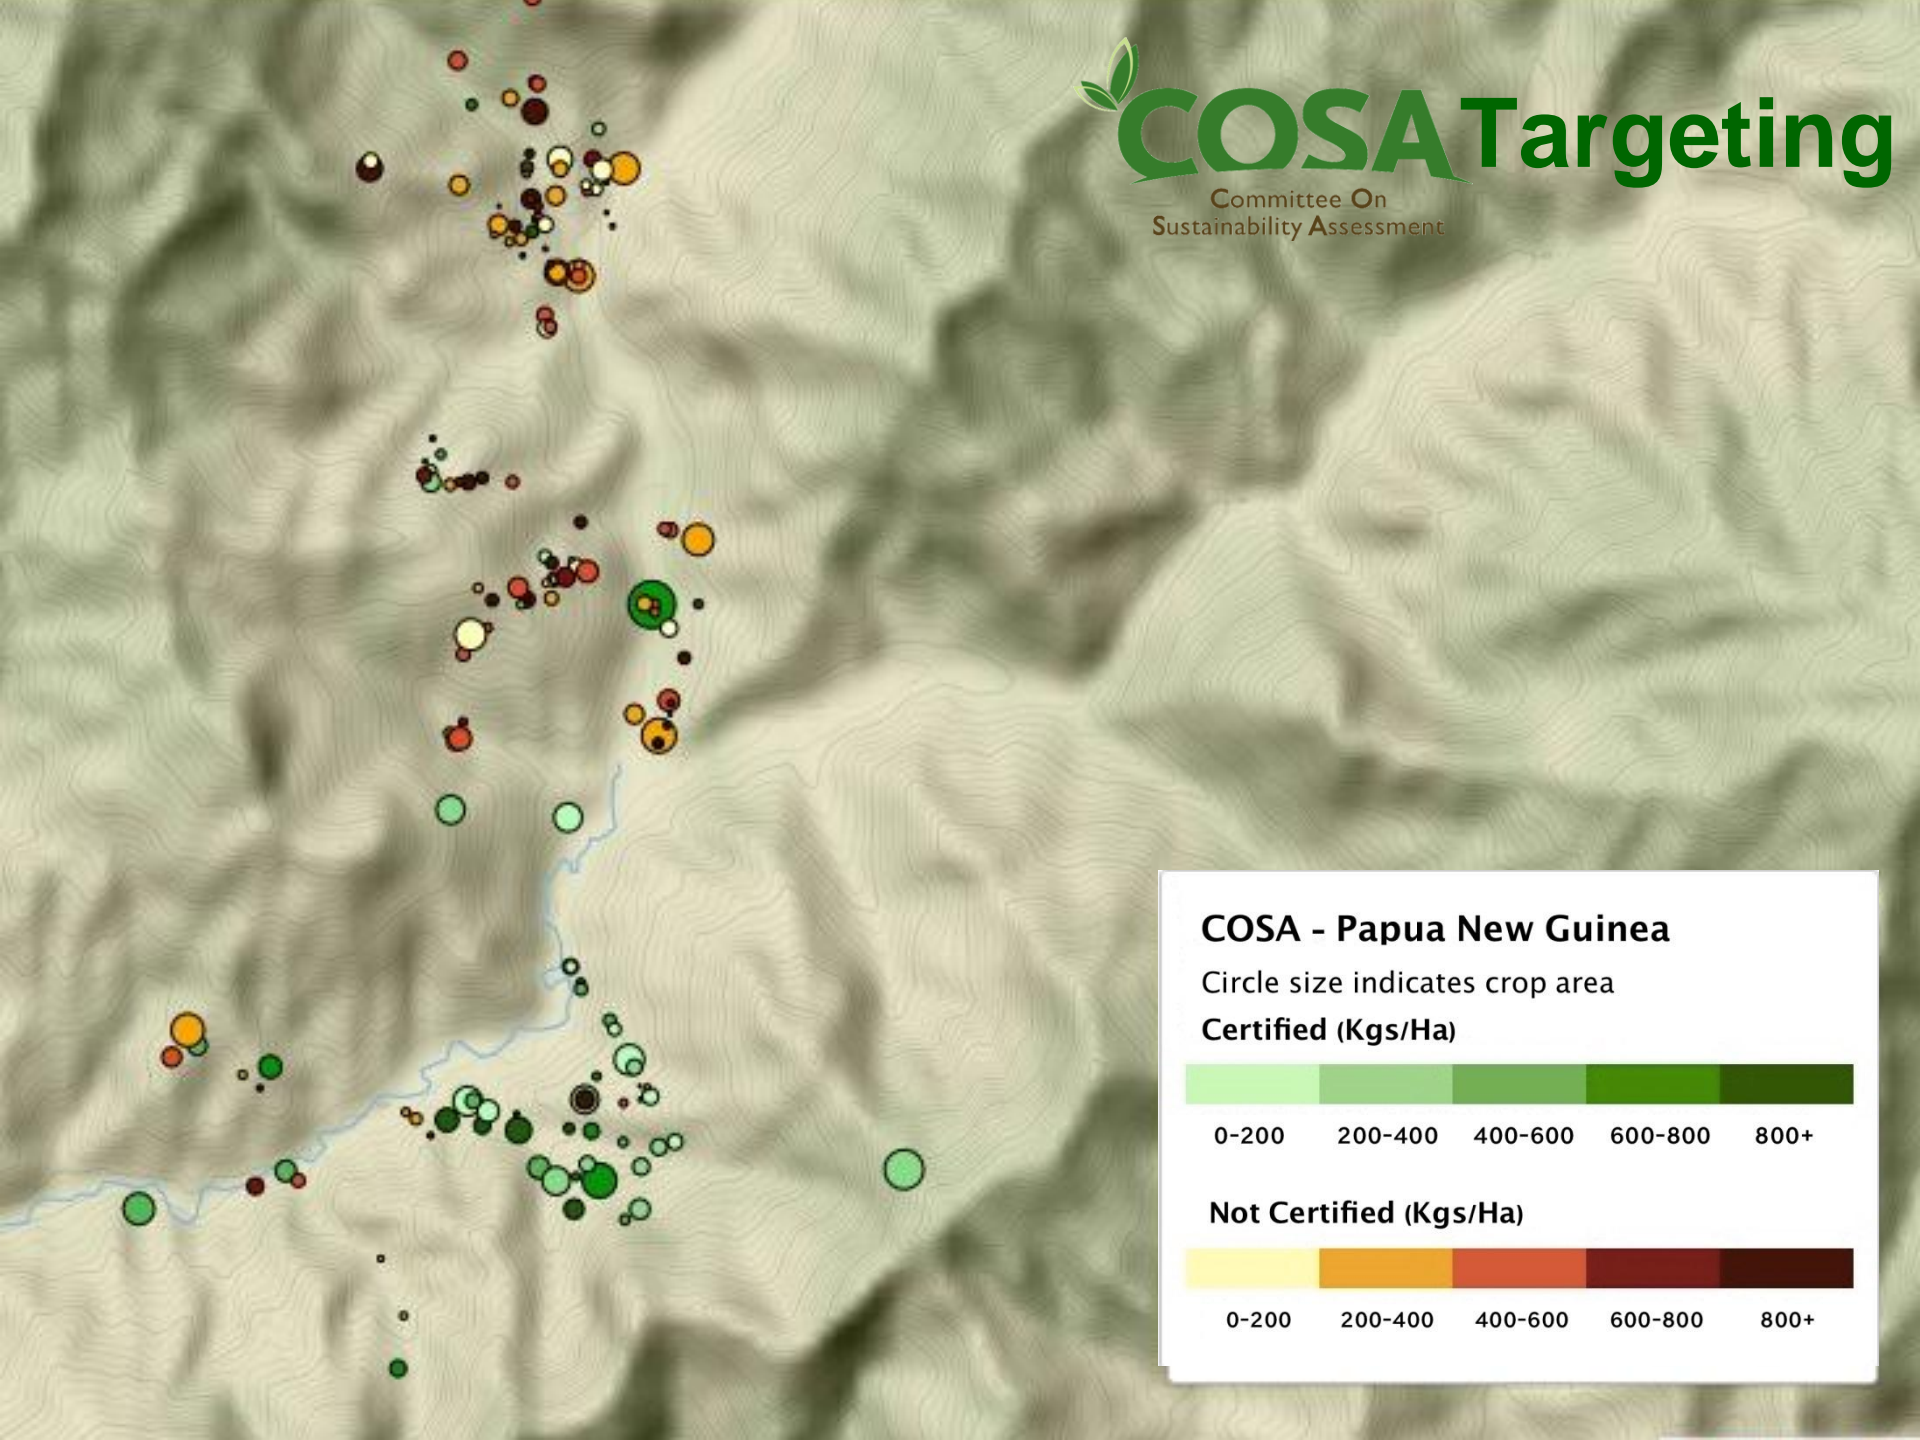 COSA Targeting
Committee On
Sustainability Assessment
COSA - Papua New Guinea
Circle size indicates crop area
Certified (Kgs/Ha)
0-200 200-400 400-600 600-800 800+
Not Certified (Kgs/Ha)
0-200 200-400 400-600 600-800 800+